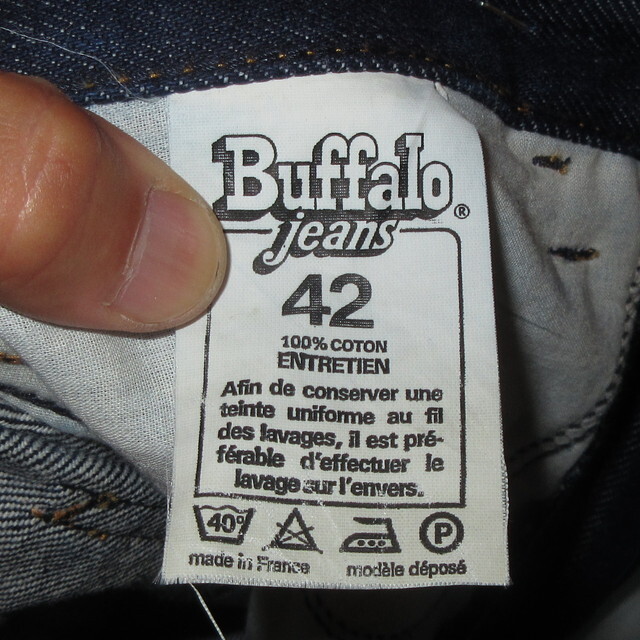 Buffalo®
jeans
42
100% COTON
ENTRETIEN
Afin de conserver une
teinte uniforme au fil
des lavages, il est pré-
férable d'effectuer le
lavage sur l'envers.
40° P
made in France modèle déposé